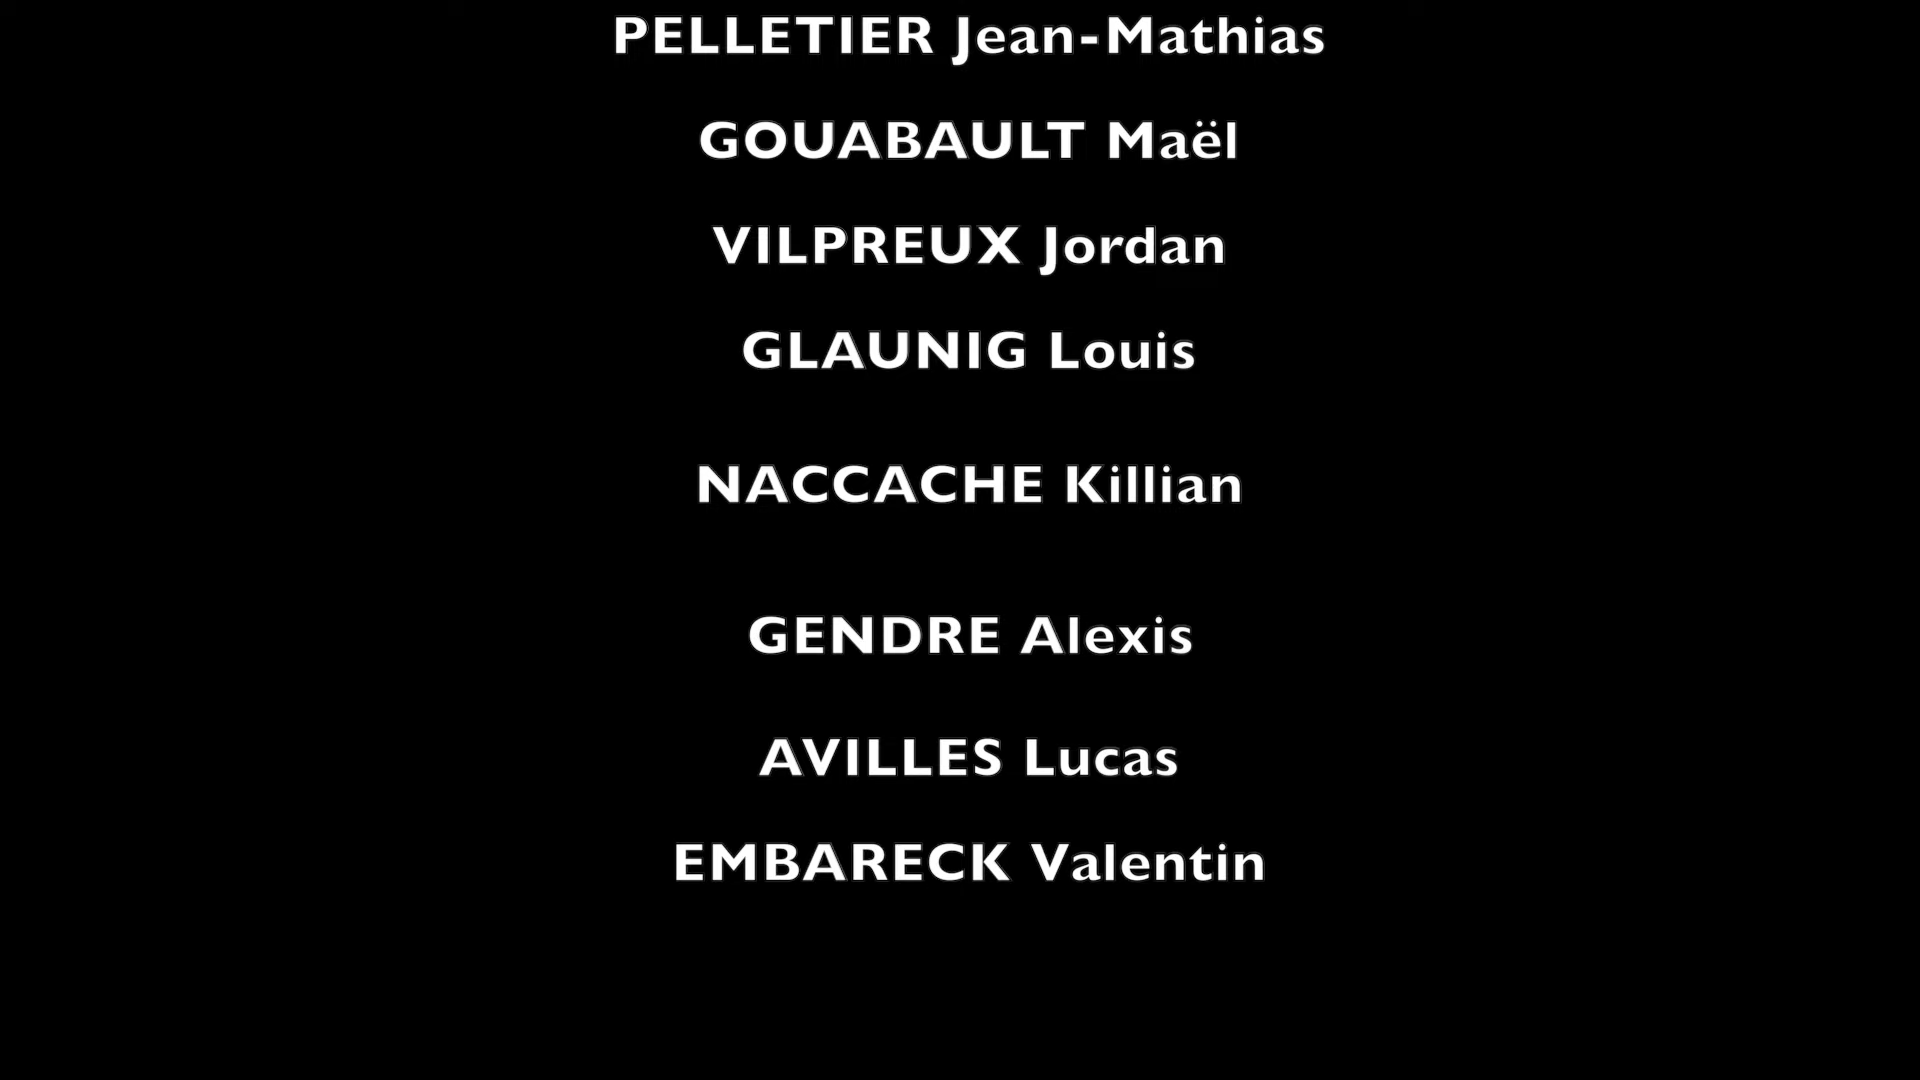 PELLETIER Jean-Mathias
GOUABAULT Maël
VILPREUX Jordan
GLAUNIG Louis
NACCACHE Killian
GENDRE Alexis
AVILLES Lucas
EMBARECK Valentin